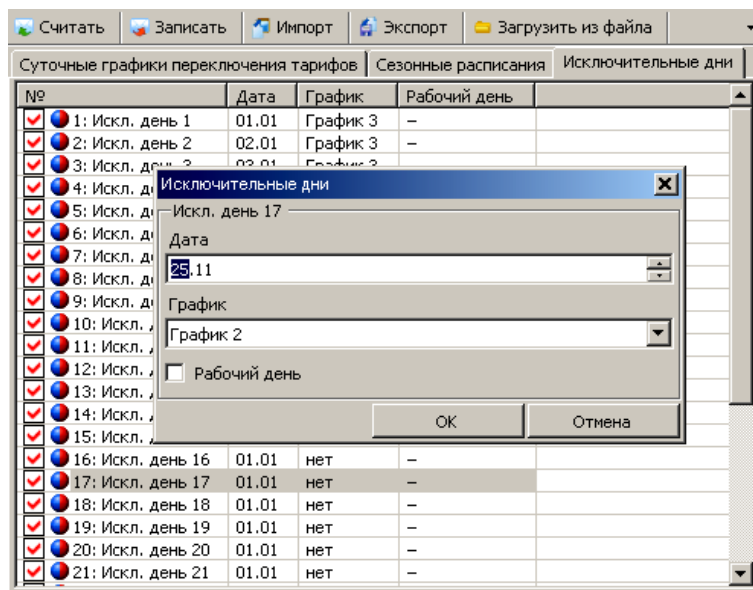 Считать Записать Импорт Экспорт Загрузить из файла
Суточные графики переключения тарифов Сезонные расписания Исключительные дни
№ Дата График Рабочий день
1: Искл. день 1 01.01 График 3 –
2: Искл. день 2 02.01 График 3 –
3: Искл. день 3 03.01 График 3
4: Искл.
5: Искл.
6: Искл.
7: Искл.
8: Искл.
9: Искл.
10: Искл.
11: Искл.
12: Искл.
13: Искл.
14: Искл.
15: Искл.
Исключительные дни
Искл. день 17
Дата
25.11
График
График 2
Рабочий день
ОК Отмена
16: Искл. день 16 01.01 нет –
17: Искл. день 17 01.01 нет –
18: Искл. день 18 01.01 нет –
19: Искл. день 19 01.01 нет –
20: Искл. день 20 01.01 нет –
21: Искл. день 21 01.01 нет –